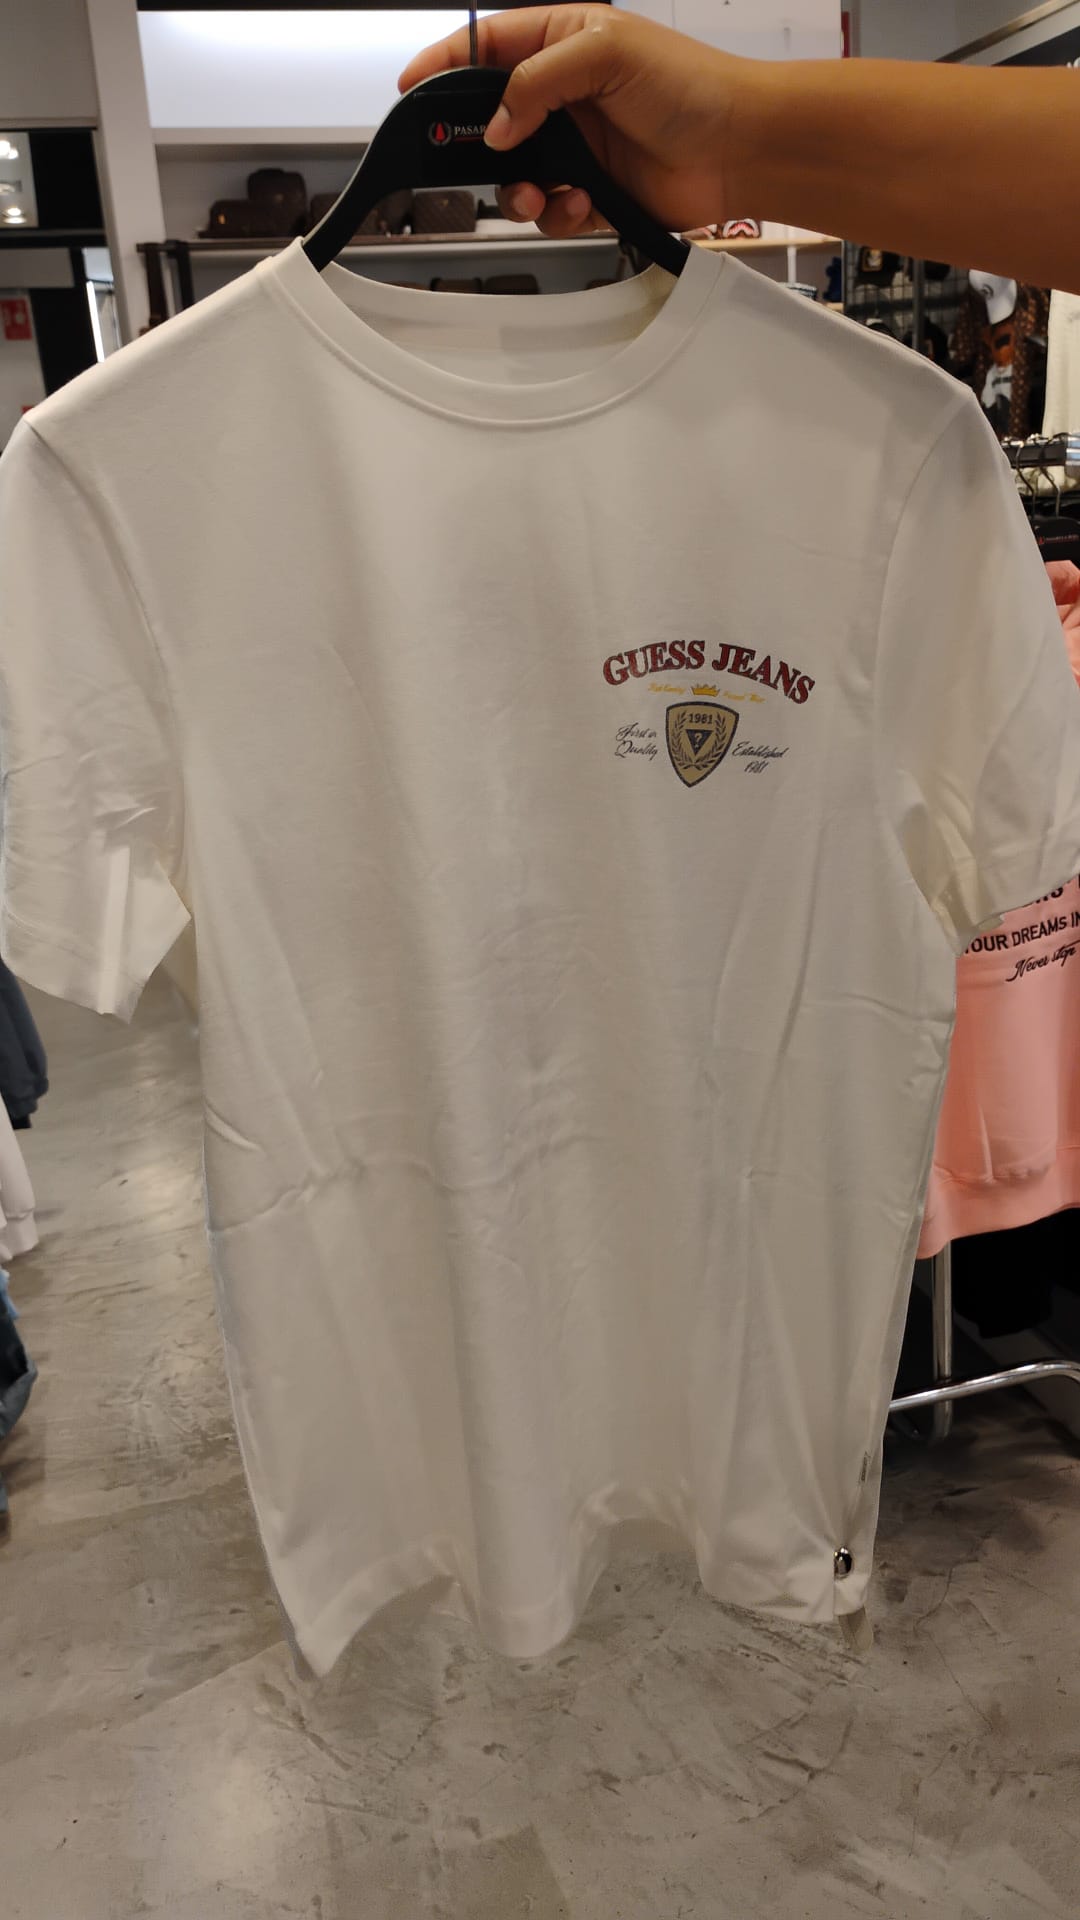 PASAR
GUESS JEANS
1981
?
First in
Quality
Established
1981
OUR DREAMS IN
Never stop